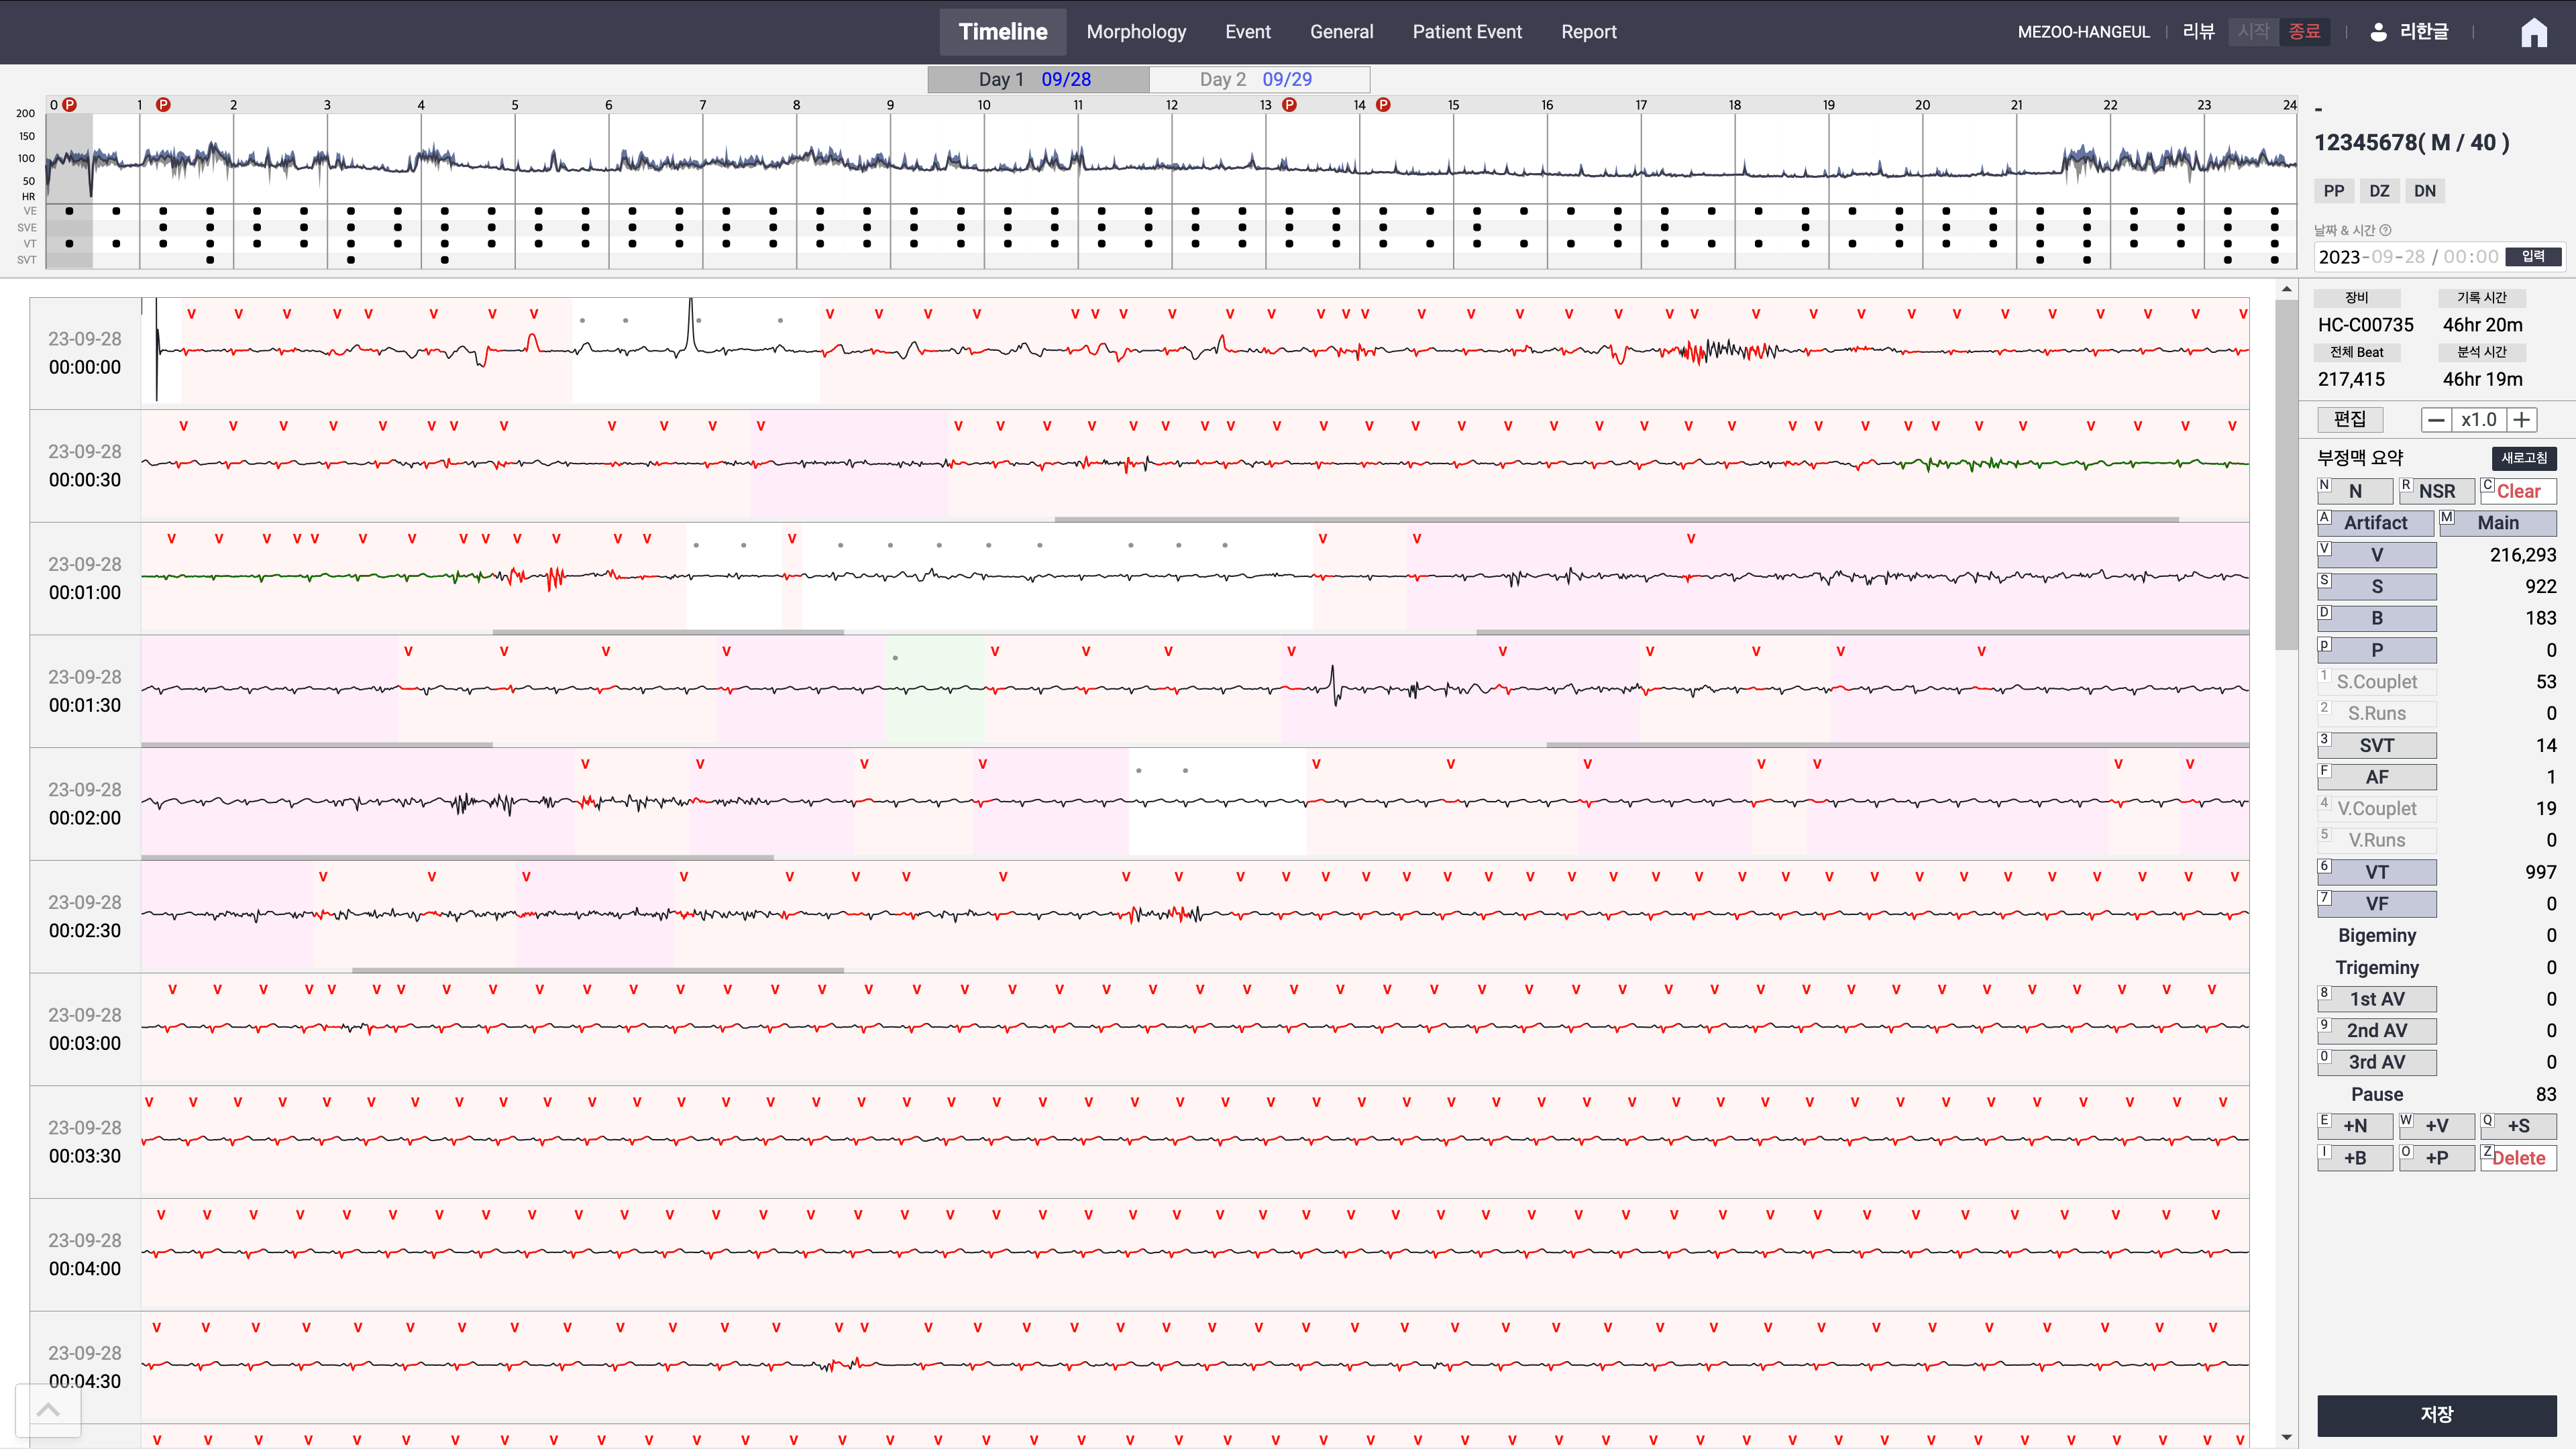 Timeline Morphology Event General Patient Event Report MEZOO-HANGEUL 리뷰 시작 종료 리한글
Day 1 09/28 Day 2 09/29
0 P 1 P 2 3 4 5 6 7 8 9 10 11 12 13 P 14 P 15 16 17 18 19 20 21 22 23 24
200
150
100
50
HR
VE
SVE
VT
SVT
-
12345678( M / 40 )
PP DZ DN
날짜 & 시간 ?
2023-09-28 / 00:00 입력
장비 기록 시간
HC-C00735 46hr 20m
전체 Beat 분석 시간
217,415 46hr 19m
편집 x1.0
부정맥 요약 새로고침
N N R NSR C Clear
A Artifact M Main
V V 216,293
S S 922
D B 183
p P 0
1 S.Couplet 53
2 S.Runs 0
3 SVT 14
F AF 1
4 V.Couplet 19
5 V.Runs 0
6 VT 997
7 VF 0
Bigeminy 0
Trigeminy 0
8 1st AV 0
9 2nd AV 0
0 3rd AV 0
Pause 83
E +N W +V Q +S
I +B O +P Z Delete
저장
23-09-28
00:00:00
23-09-28
00:00:30
23-09-28
00:01:00
23-09-28
00:01:30
23-09-28
00:02:00
23-09-28
00:02:30
23-09-28
00:03:00
23-09-28
00:03:30
23-09-28
00:04:00
23-09-28
00:04:30